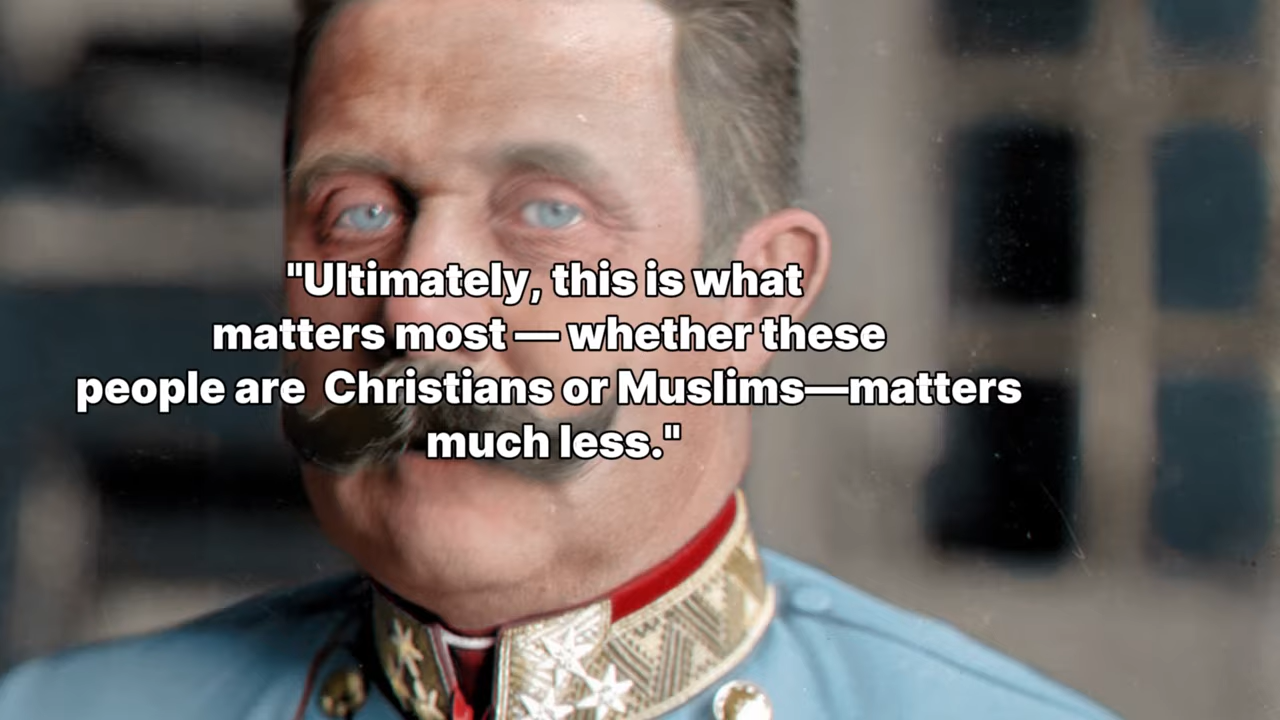 "Ultimately, this is what
matters most — whether these
people are  Christians or Muslims—matters
much less."